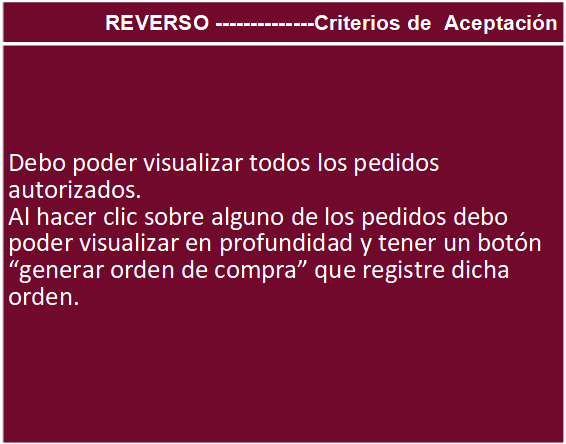 REVERSO --------------Criterios de  Aceptación
Debo poder visualizar todos los pedidos
autorizados.
Al hacer clic sobre alguno de los pedidos debo
poder visualizar en profundidad y tener un botón
“generar orden de compra” que registre dicha
orden.